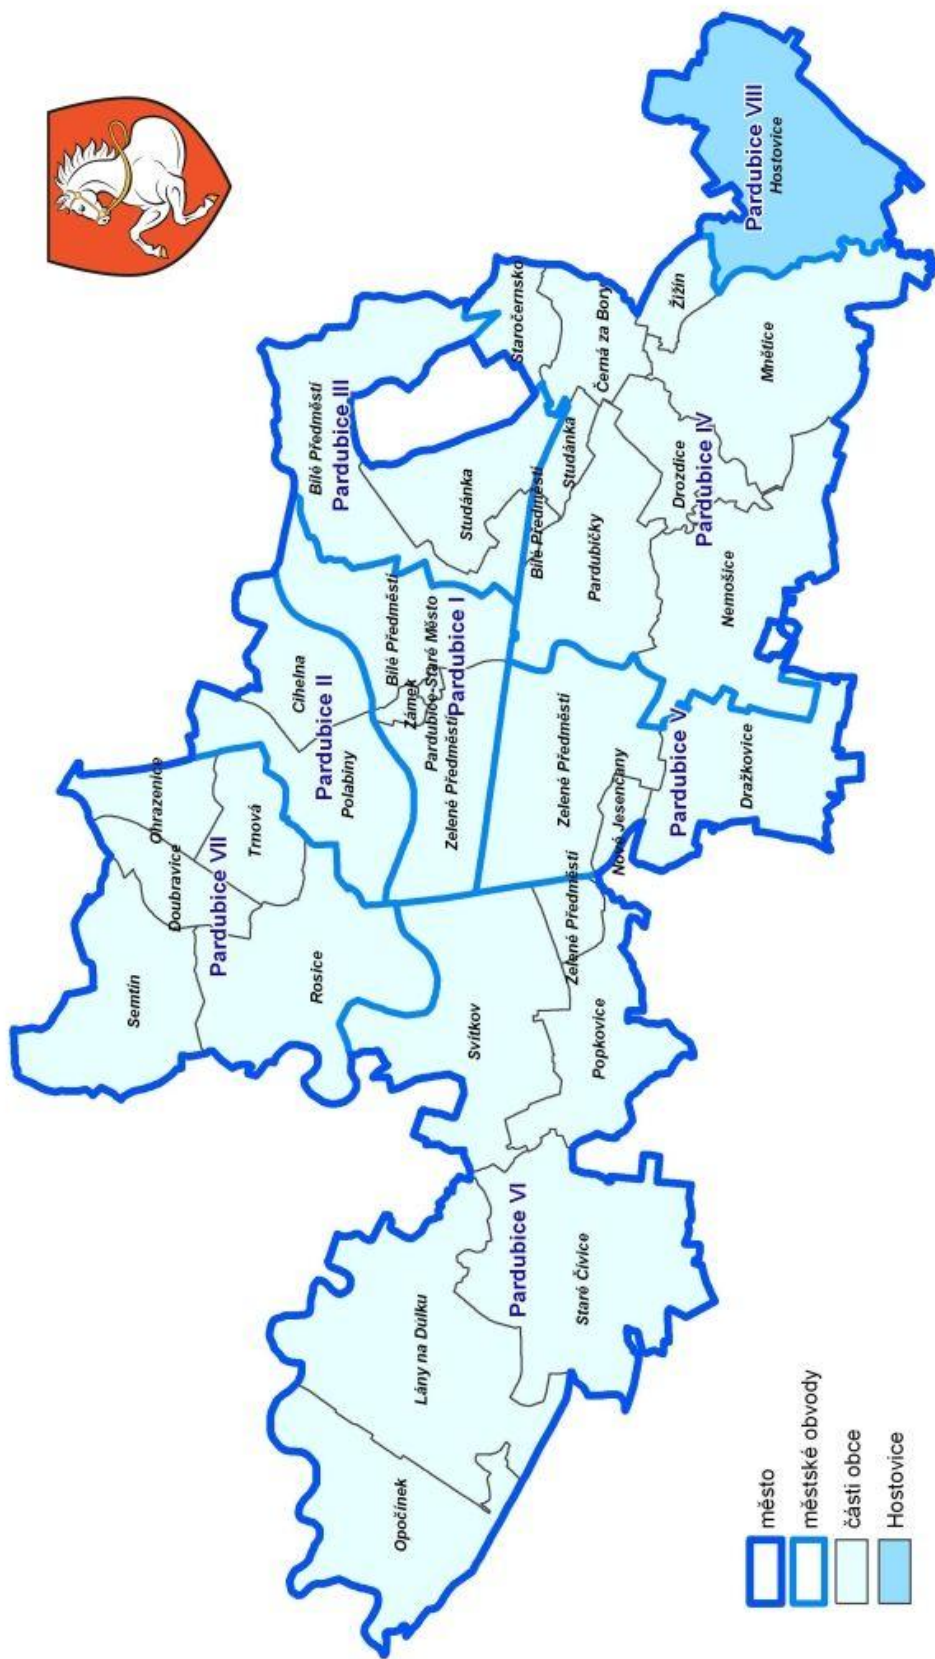 Semtín
Doubravice
Ohrazenice
Pardubice VII
Trnová
Rosice
Cihelna
Pardubice II
Polabiny
Bílé Předměstí
Pardubice III
Studánka
Bílé Předměstí
Zámek
Pardubice-Staré Město
Pardubice I
Zelené Předměstí
Staročernsko
Černá za Bory
Žižín
Pardubice VIII
Hostovice
Mnětice
Studánka
Bílé Předměstí
Pardubičky
Drozdice
Pardubice IV
Nemošice
Zelené Předměstí
Nové Jesenčany
Pardubice V
Dražkovice
Zelené Předměstí
Svítkov
Popkovice
Pardubice VI
Staré Čívice
Lány na Důlku
Opočínek
město
městské obvody
části obce
Hostovice